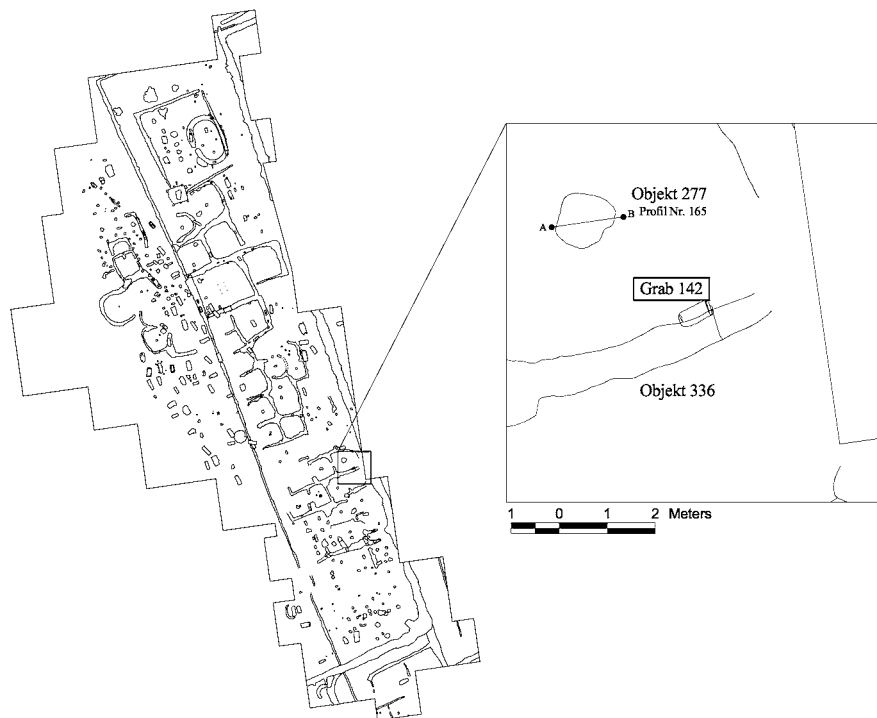 Objekt 277
A B Profil Nr. 165
Grab 142
Objekt 336
1 0 1 2 Meters